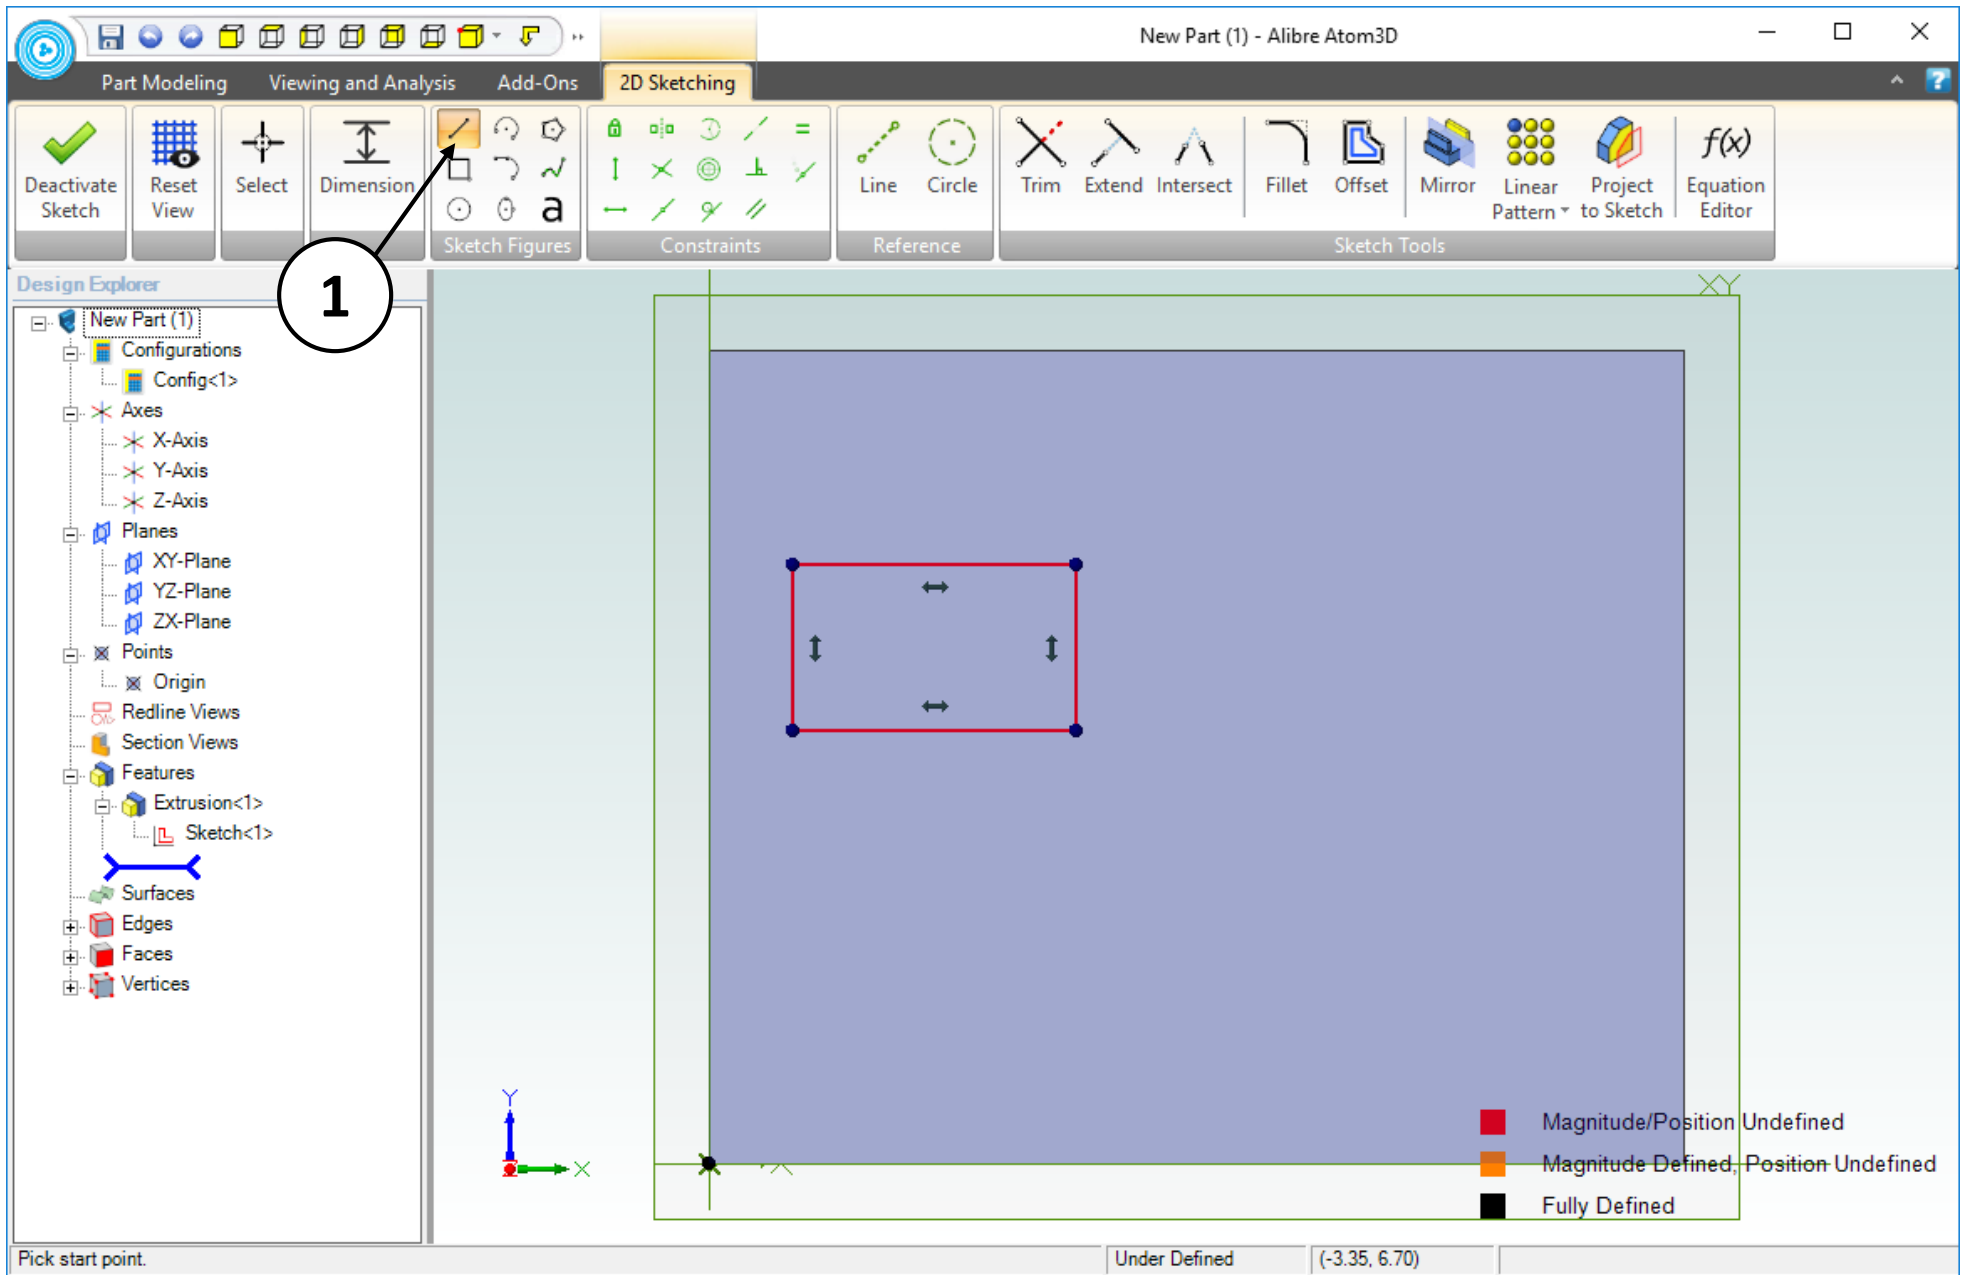 New Part (1) - Alibre Atom3D
Part Modeling
Viewing and Analysis
Add-Ons
2D Sketching
Deactivate
Sketch
Reset
View
Select
Dimension
a
Sketch Figures
Constraints
Line
Circle
Reference
Trim
Extend
Intersect
Fillet
Offset
Mirror
Linear
Pattern
Project
to Sketch
f(x)
Equation
Editor
Sketch Tools
1
Design Explorer
New Part (1)
Configurations
Config<1>
Axes
X-Axis
Y-Axis
Z-Axis
Planes
XY-Plane
YZ-Plane
ZX-Plane
Points
Origin
Redline Views
Section Views
Features
Extrusion<1>
Sketch<1>
Surfaces
Edges
Faces
Vertices
XY
Y
X
X
Magnitude/Position Undefined
Magnitude Defined, Position Undefined
Fully Defined
Pick start point.
Under Defined
(-3.35, 6.70)